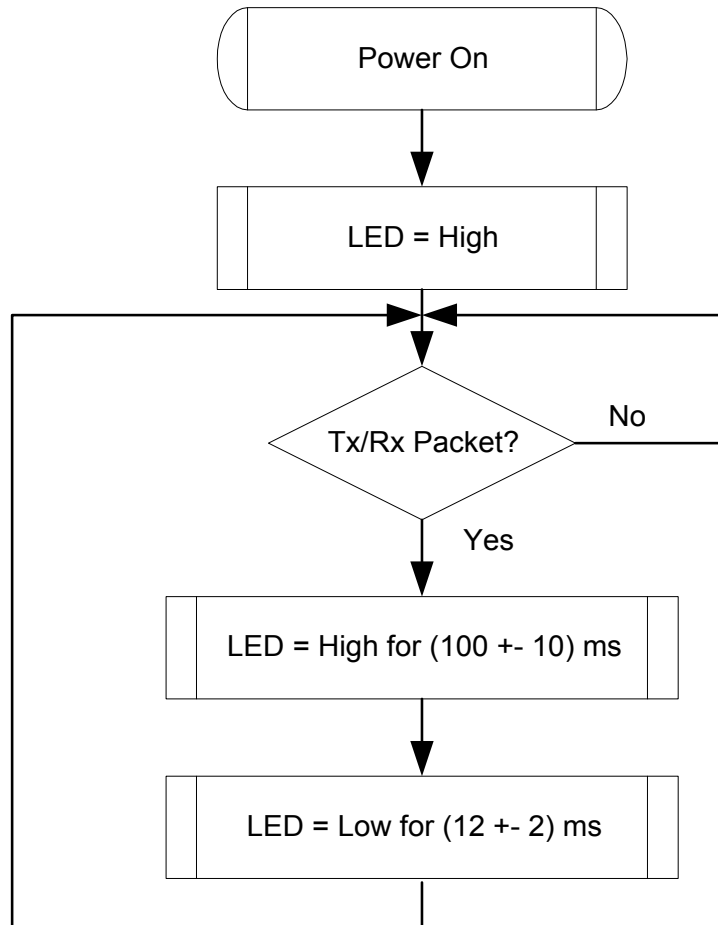 Power On
LED = High
Tx/Rx Packet?
No
Yes
LED = High for (100 +- 10) ms
LED = Low for (12 +- 2) ms